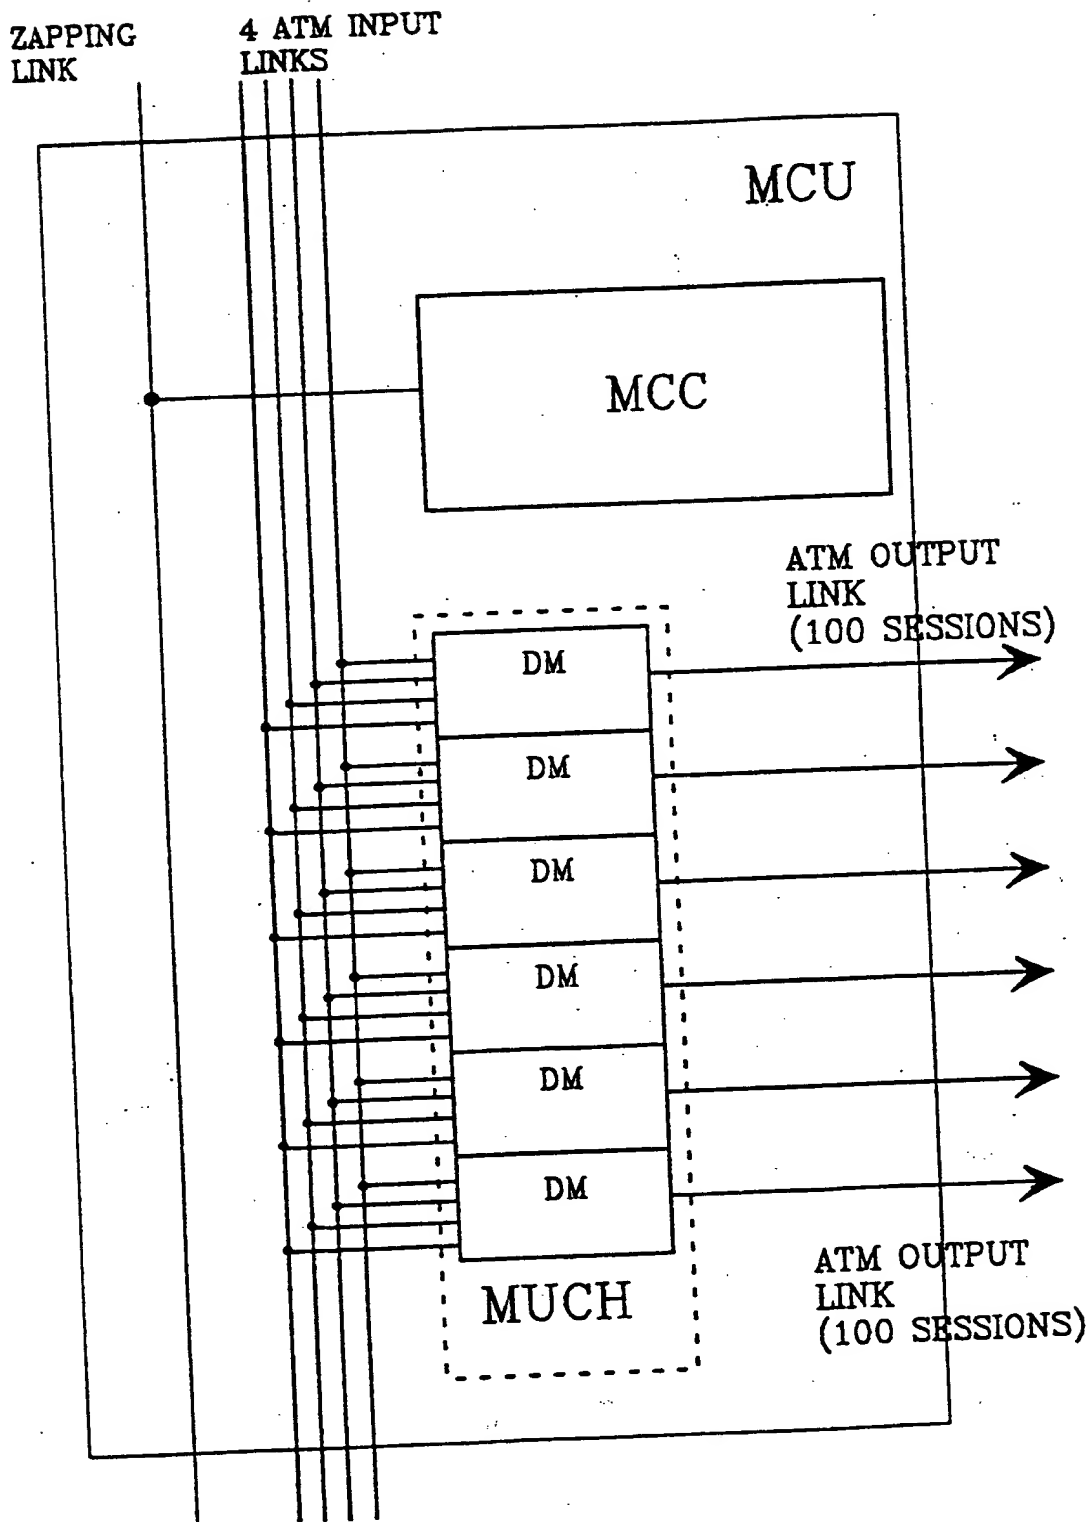 ZAPPING
LINK
4 ATM INPUT
LINKS
MCU
MCC
ATM OUTPUT
LINK
(100 SESSIONS)
DM
DM
DM
DM
DM
DM
MUCH
ATM OUTPUT
LINK
(100 SESSIONS)